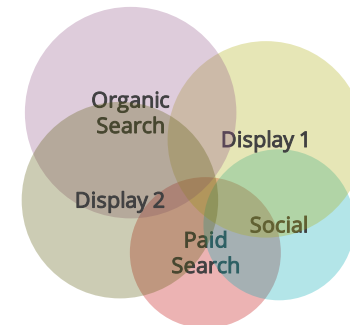 Organic
Search
Display 1
Display 2
Social
Paid
Search